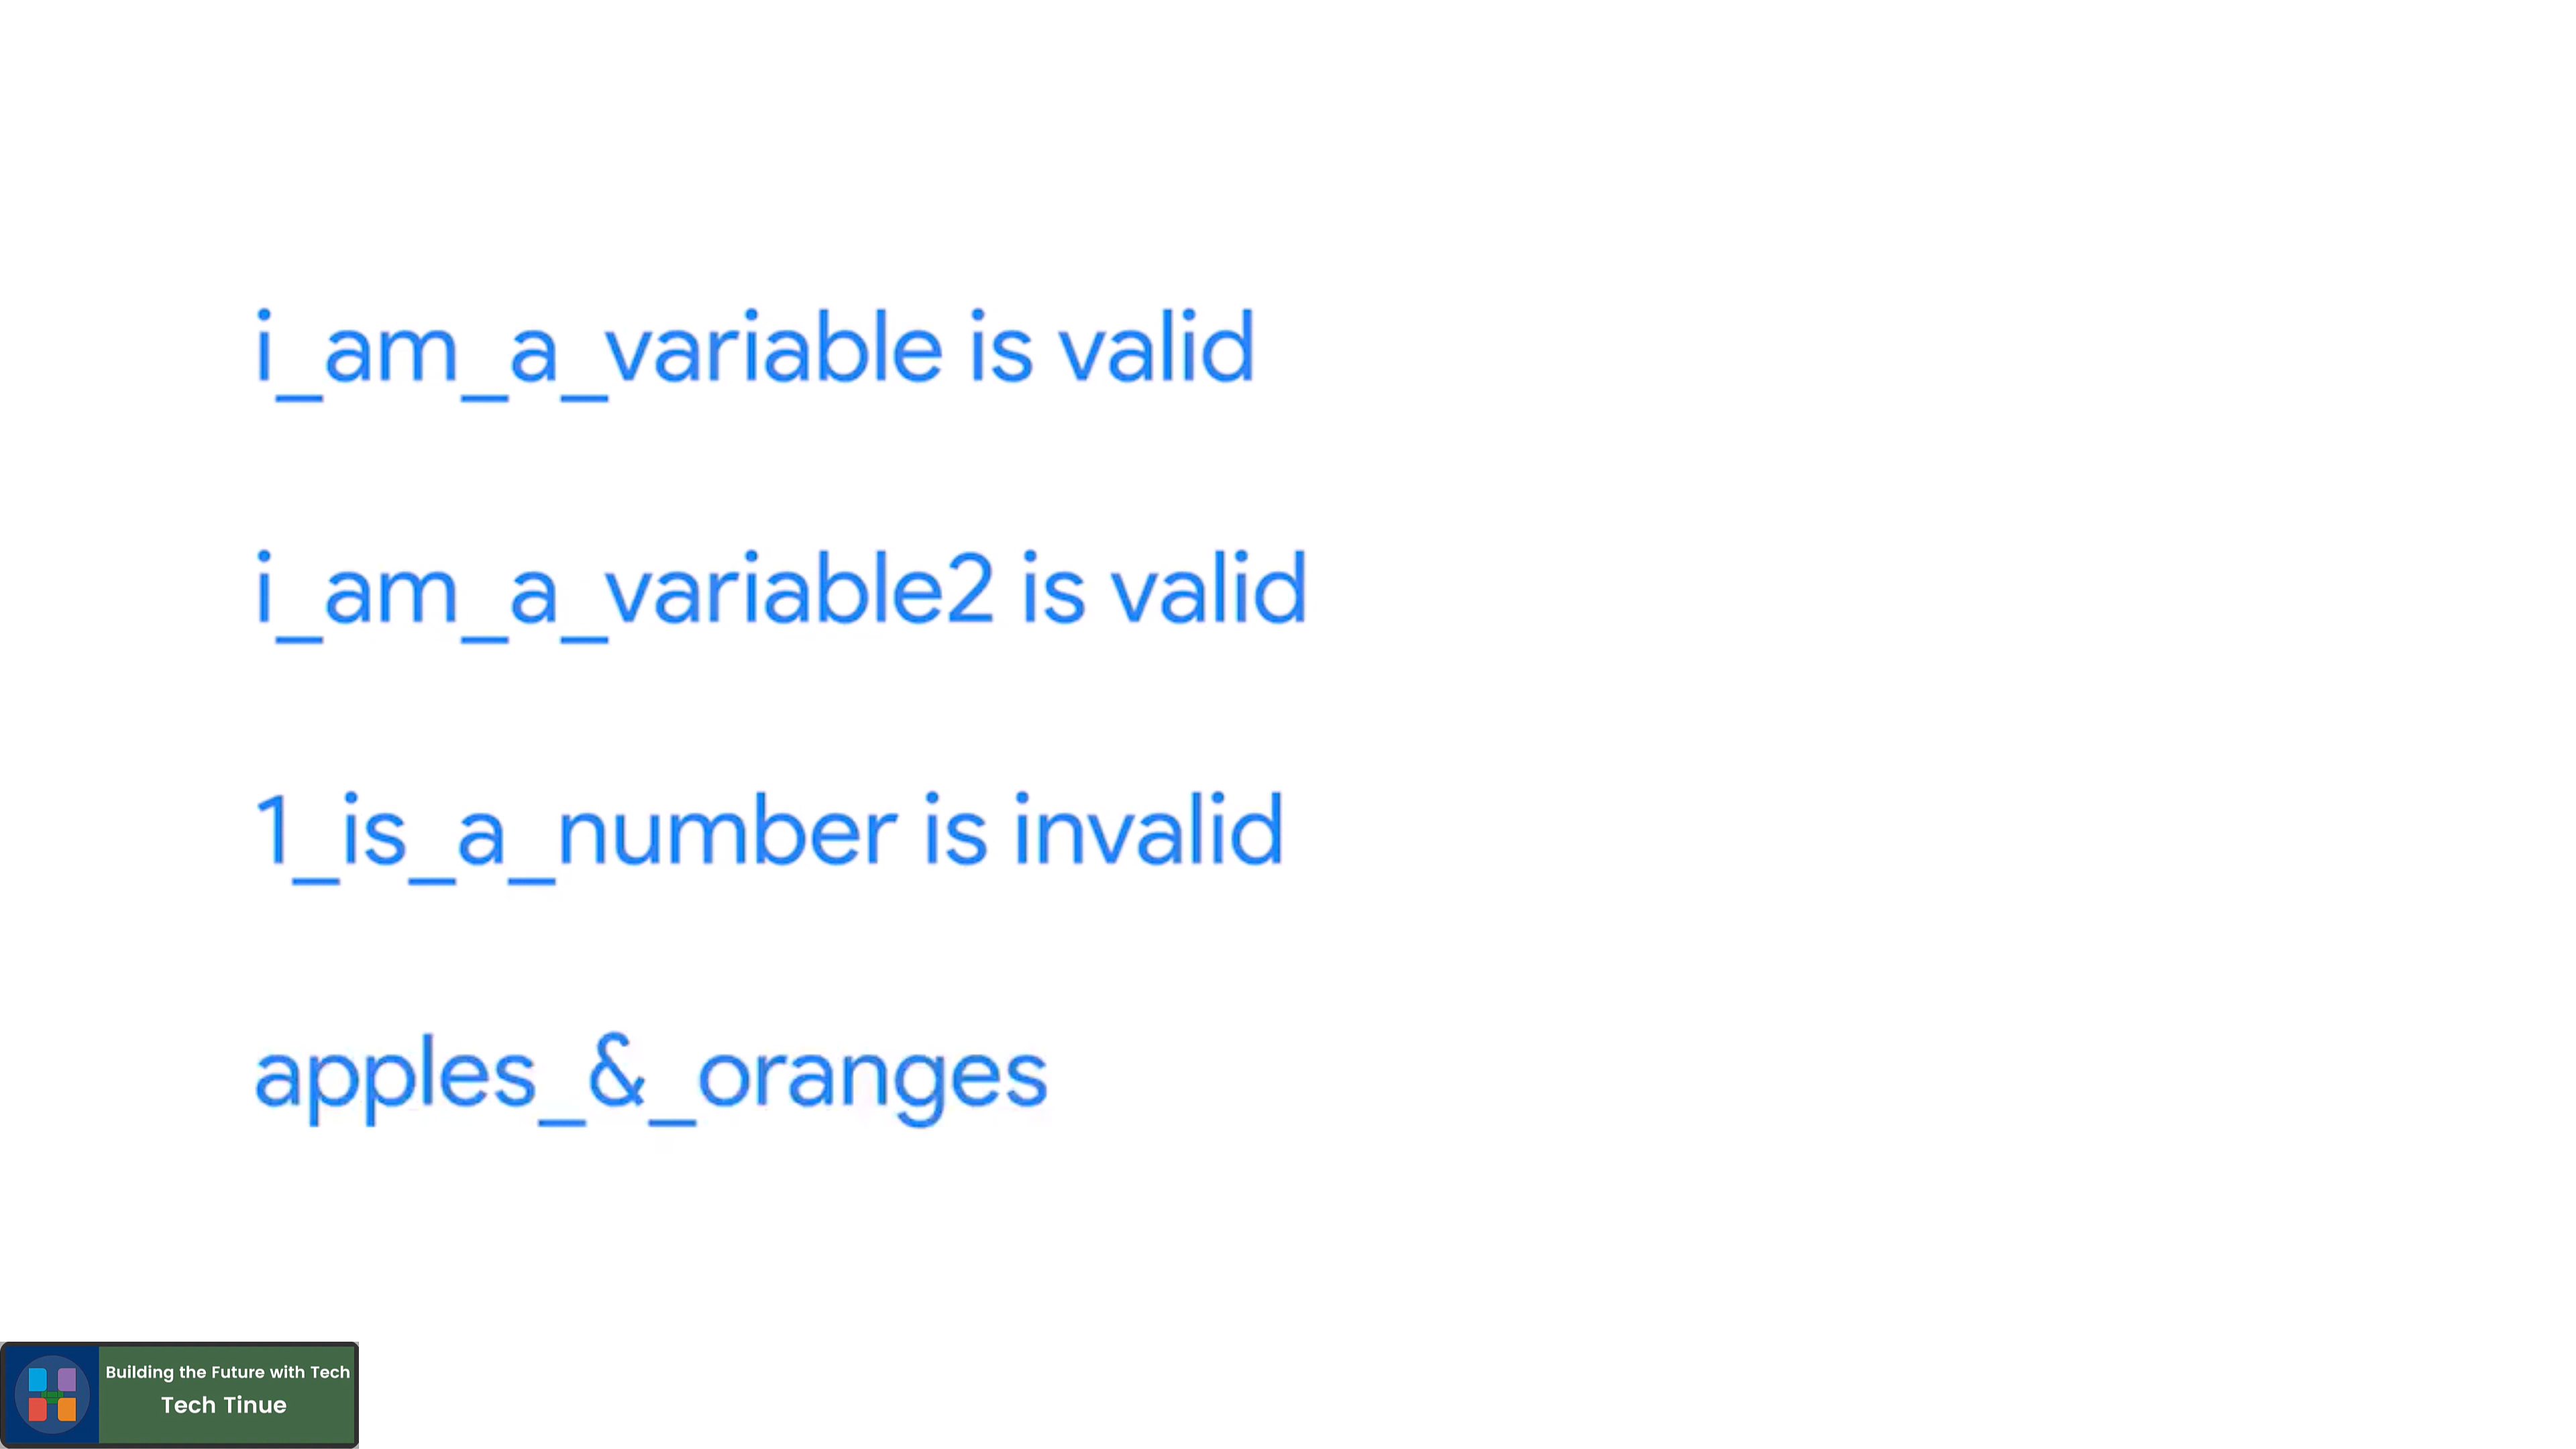 i_am_a_variable is valid
i_am_a_variable2 is valid
1_is_a_number is invalid
apples_&_oranges
Building the Future with Tech
Tech Tinue